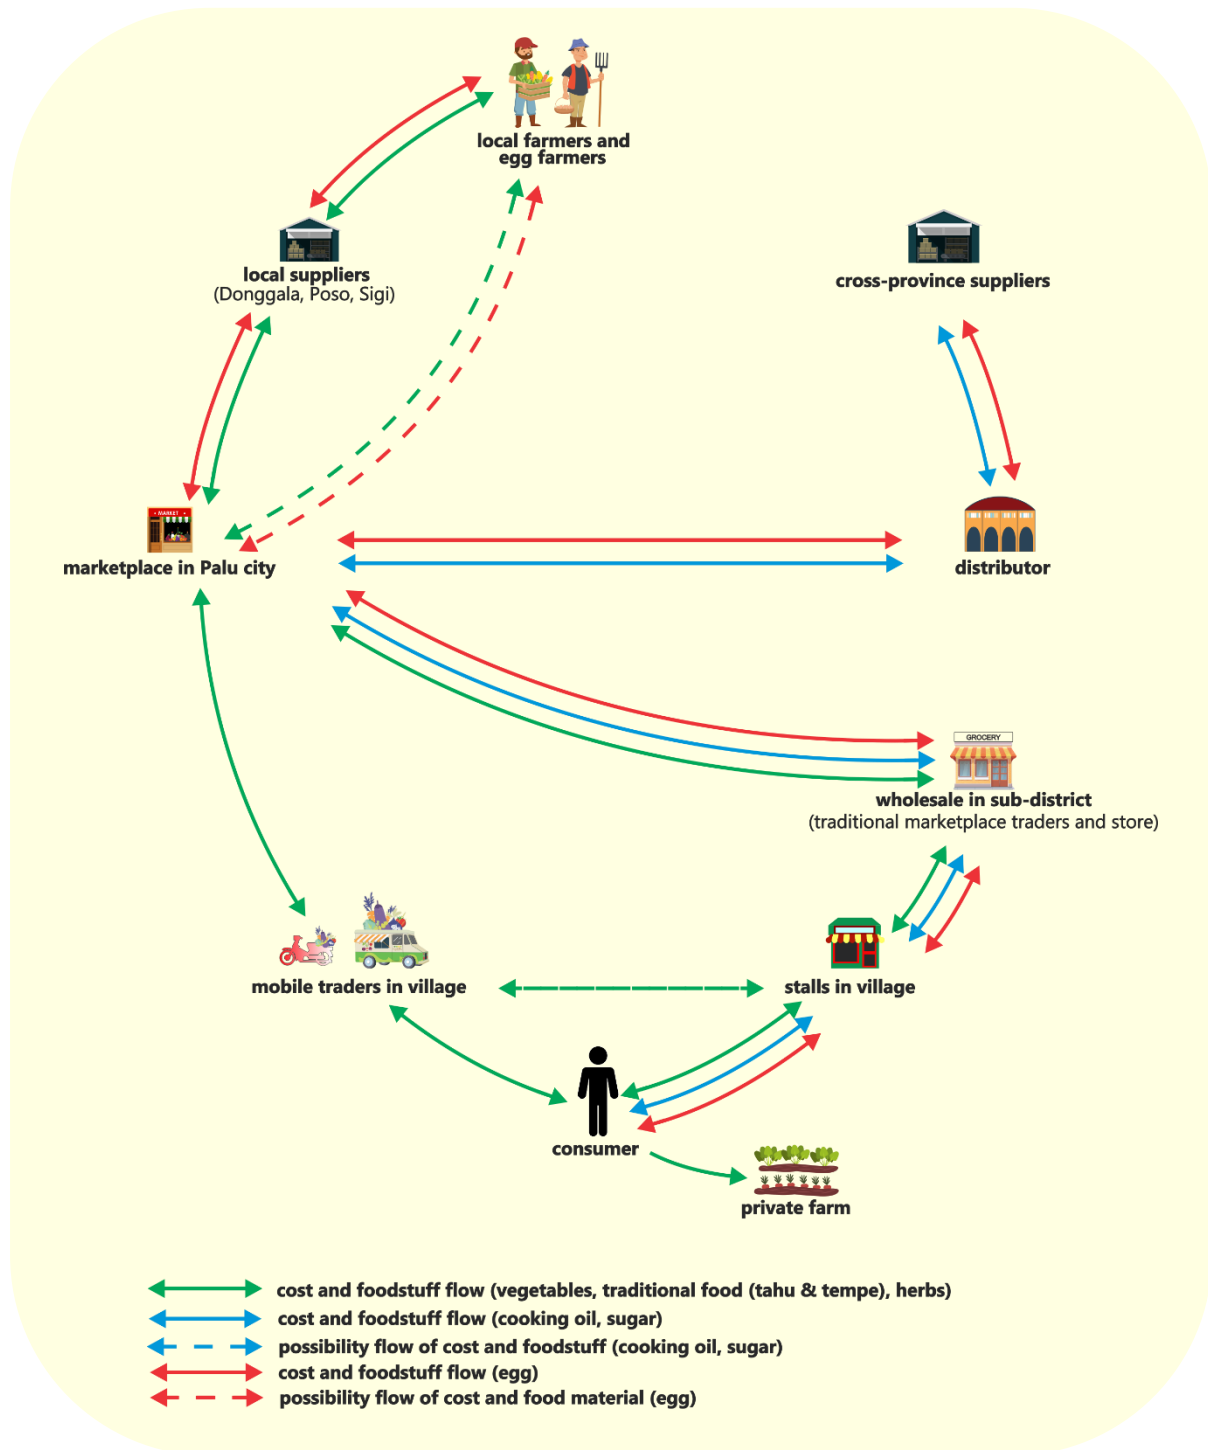 local farmers and
egg farmers
local suppliers
(Donggala, Poso, Sigi)
cross-province suppliers
MARKET
marketplace in Palu city
distributor
GROCERY
wholesale in sub-district
(traditional marketplace traders and store)
mobile traders in village
stalls in village
consumer
private farm
cost and foodstuff flow (vegetables, traditional food (tahu & tempe), herbs)
cost and foodstuff flow (cooking oil, sugar)
possibility flow of cost and foodstuff (cooking oil, sugar)
cost and foodstuff flow (egg)
possibility flow of cost and food material (egg)